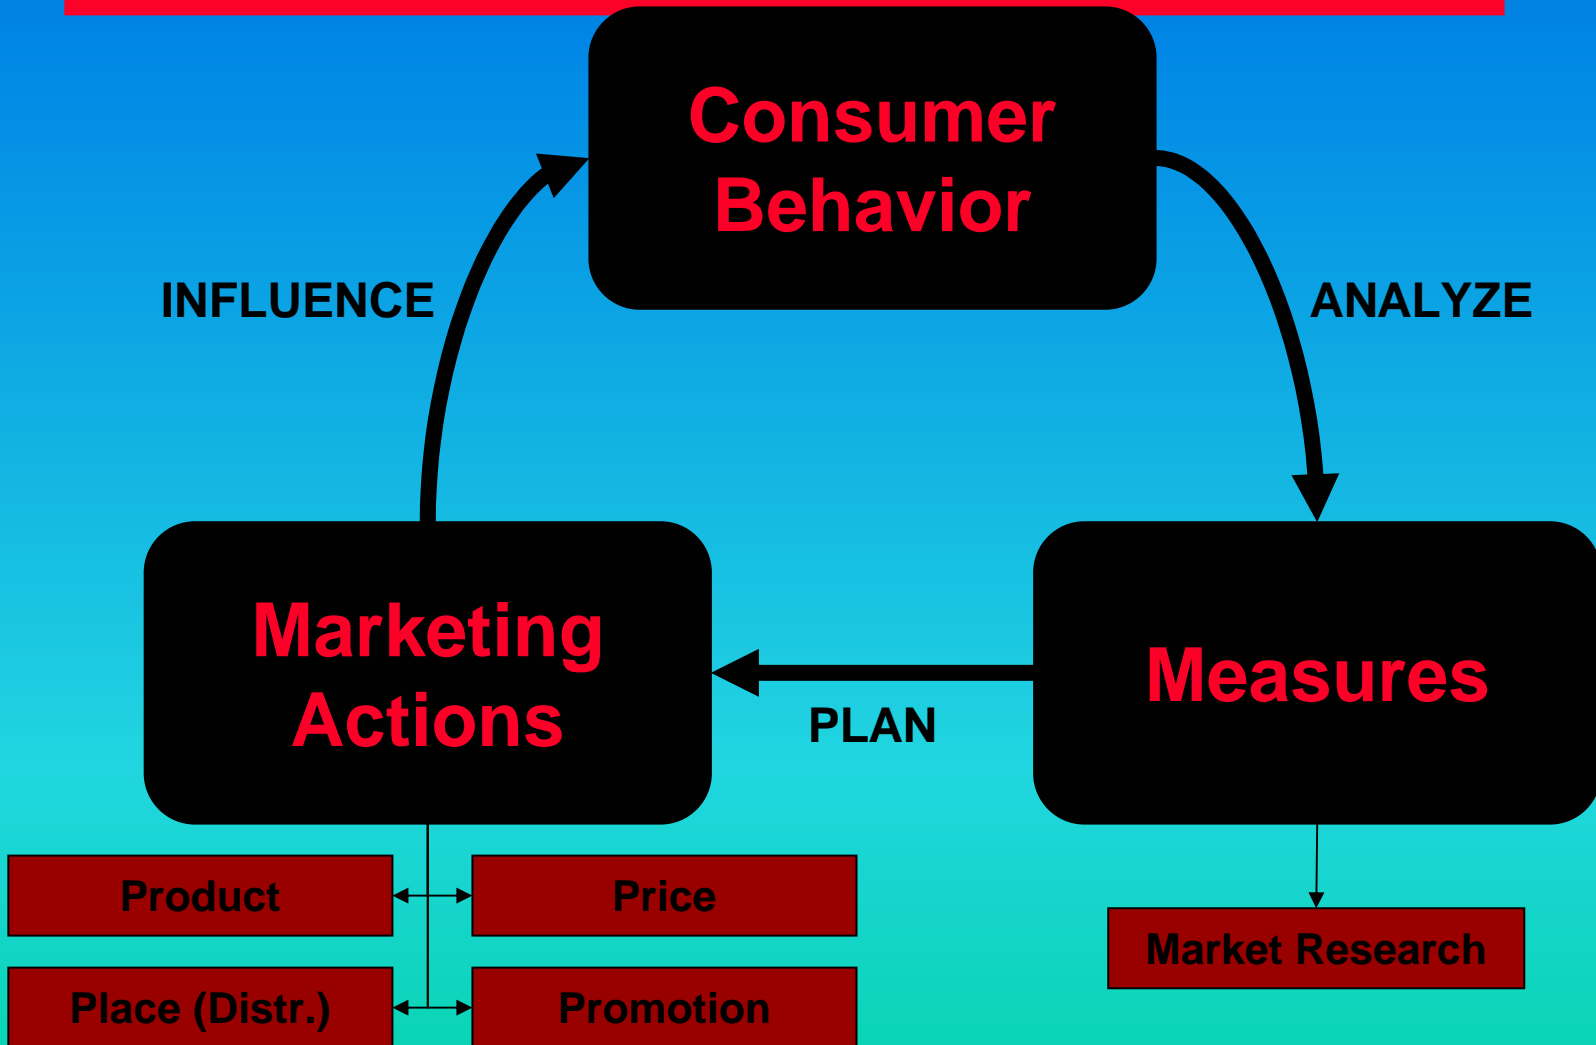 Consumer
Behavior
INFLUENCE
ANALYZE
Marketing
Actions
Measures
PLAN
Product
Price
Market Research
Place (Distr.)
Promotion